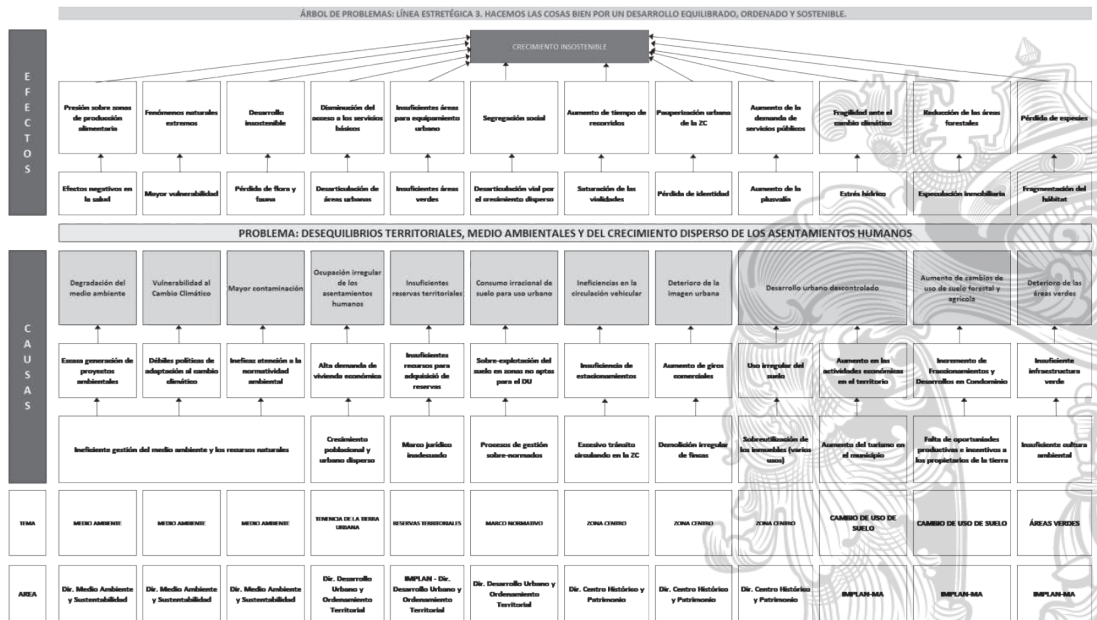 ÁRBOL DE PROBLEMAS: LÍNEA ESTRETÉGICA 3. HACEMOS LAS COSAS BIEN POR UN DESARROLLO EQUILIBRADO, ORDENADO Y SOSTENIBLE.
EFECTOS
CRECIMIENTO INSOSTENIBLE
Presión sobre zonas
de producción
alimentaria
Fenómenos naturales
extremos
Desarrollo
insostenible
Disminución del
acceso a los servicios
básicos
Insuficientes áreas
para equipamiento
urbano
Segregación social
Aumento de tiempo de
recorridos
Pauperización urbana
de la ZC
Aumento de la
demanda de
servicios públicos
Fragilidad ante el
cambio climático
Reducción de las áreas
forestales
Pérdida de especies
Efectos negativos en
la salud
Mayor vulnerabilidad
Pérdida de flora y
fauna
Desarticulación de
áreas urbanas
Insuficientes áreas
verdes
Desarticulación vial por
el crecimiento disperso
Saturación de las
vialidades
Pérdida de identidad
Aumento de la
plusvalía
Estrés hídrico
Especulación inmobiliaria
Fragmentación del
hábitat
PROBLEMA: DESEQUILIBRIOS TERRITORIALES, MEDIO AMBIENTALES Y DEL CRECIMIENTO DISPERSO DE LOS ASENTAMIENTOS HUMANOS
CAUSAS
Degradación del
medio ambiente
Vulnerabilidad al
Cambio Climático
Mayor contaminación
Ocupación irregular
de los
asentamientos
humanos
Insuficientes
reservas territoriales
Consumo irracional de
suelo para uso urbano
Ineficiencias en la
circulación vehicular
Deterioro de la
imagen urbana
Desarrollo urbano descontrolado
Aumento de cambios de
uso de suelo forestal y
agrícola
Deterioro de las
áreas verdes
Escasa generación de
proyectos
ambientales
Débiles políticas de
adaptación al cambio
climático
Ineficaz atención a la
normatividad
ambiental
Alta demanda de
vivienda económica
Insuficientes
recursos para
adquisició de
reservas
Sobre-explotación del
suelo en zonas no aptas
para el DU
Insuficiencia de
estacionamientos
Aumento de giros
comerciales
Uso irregular del
suelo
Aumento en las
actividades económicas
en el territorio
Incremento de
Fraccionamientos y
Desarrollos en Condominio
Insuficiente
infraestructura
verde
Ineficiente gestión del medio ambiente y los recursos naturales
Crecimiento
poblacional y
urbano disperso
Marco jurídico
inadecuado
Procesos de gestión
sobre-normados
Excesivo tránsito
circulando en la ZC
Demolición irregular
de fincas
Sobreutilización de
los inmuebles (varios
usos)
Aumento del turismo en
el municipio
Falta de oportuniades
productivas e incentivos a
los propietarios de la tierra
Insuficiente cultura
ambiental
TEMA
MEDIO AMBIENTE
MEDIO AMBIENTE
MEDIO AMBIENTE
TENENCIA DE LA TIERRA
URBANA
RESERVAS TERRITORIALES
MARCO NORMATIVO
ZONA CENTRO
ZONA CENTRO
ZONA CENTRO
CAMBIO DE USO DE
SUELO
CAMBIO DE USO DE SUELO
ÁREAS VERDES
AREA
Dir. Medio Ambiente
y Sustentabilidad
Dir. Medio Ambiente
y Sustentabilidad
Dir. Medio Ambiente
y Sustentabilidad
Dir. Desarrollo
Urbano y
Ordenamiento
Territorial
IMPLAN - Dir.
Desarrollo Urbano y
Ordenamiento
Territorial
Dir. Desarrollo Urbano y
Ordenamiento
Territorial
Dir. Centro Histórico y
Patrimonio
Dir. Centro Histórico
y Patrimonio
Dir. Centro Histórico
y Patrimonio
IMPLAN-MA
IMPLAN-MA
IMPLAN-MA